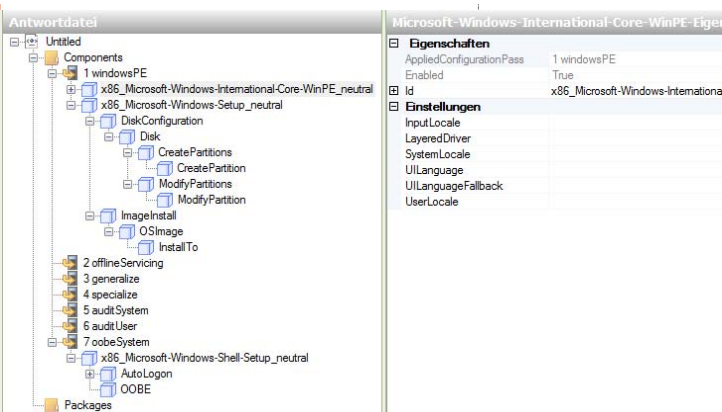 Antwortdatei
Untitled
Components
1 windowsPE
x86_Microsoft-Windows-International-Core-WinPE_neutral
x86_Microsoft-Windows-Setup_neutral
DiskConfiguration
Disk
CreatePartitions
CreatePartition
ModifyPartitions
ModifyPartition
ImageInstall
OSImage
InstallTo
2 offlineServicing
3 generalize
4 specialize
5 auditSystem
6 auditUser
7 oobeSystem
x86_Microsoft-Windows-Shell-Setup_neutral
AutoLogon
OOBE
Packages
Microsoft-Windows-International-Core-WinPE-Eige
Eigenschaften
AppliedConfigurationPass 1 windowsPE
Enabled True
Id x86_Microsoft-Windows-Internationa
Einstellungen
InputLocale
LayeredDriver
SystemLocale
UILanguage
UILanguageFallback
UserLocale